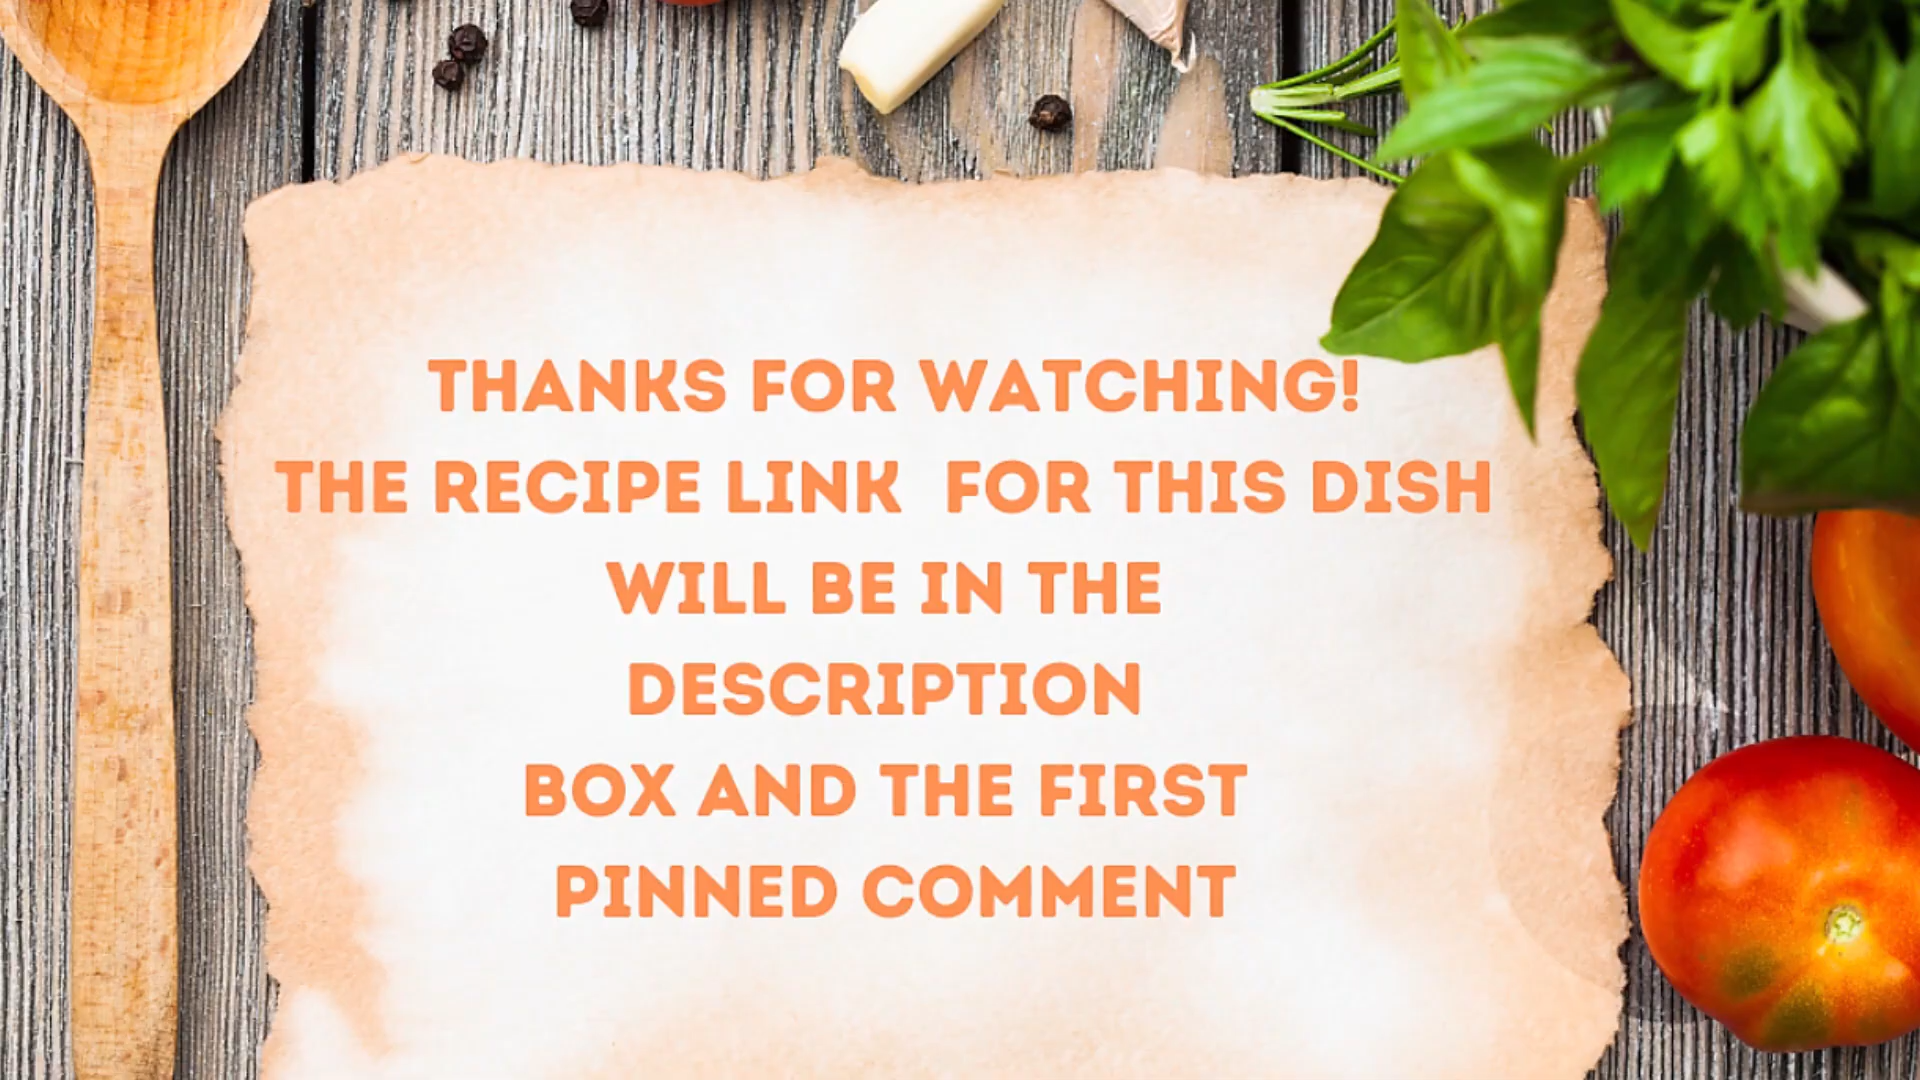 THANKS FOR WATCHING!
THE RECIPE LINK FOR THIS DISH
WILL BE IN THE
DESCRIPTION
BOX AND THE FIRST
PINNED COMMENT